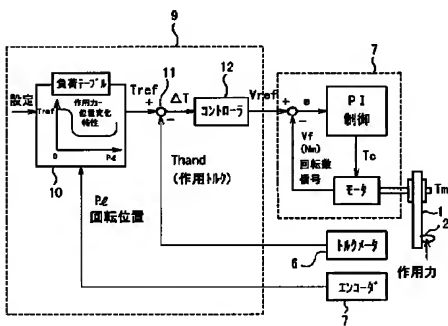 9
7
負荷テーブル
設定
Tref
作用力-
位置変化
特性
0
Pℓ
10
Tref
+
11
-
ΔT
12
コントローラ
Vref
+
-
e
PI
制御
Tc
Vf
(Nm)
回転数
信号
モータ
Tm
1
2
作用力
Thand
(作用トルク)
Pℓ
回転位置
トルクメータ
6
エンコーダ
7